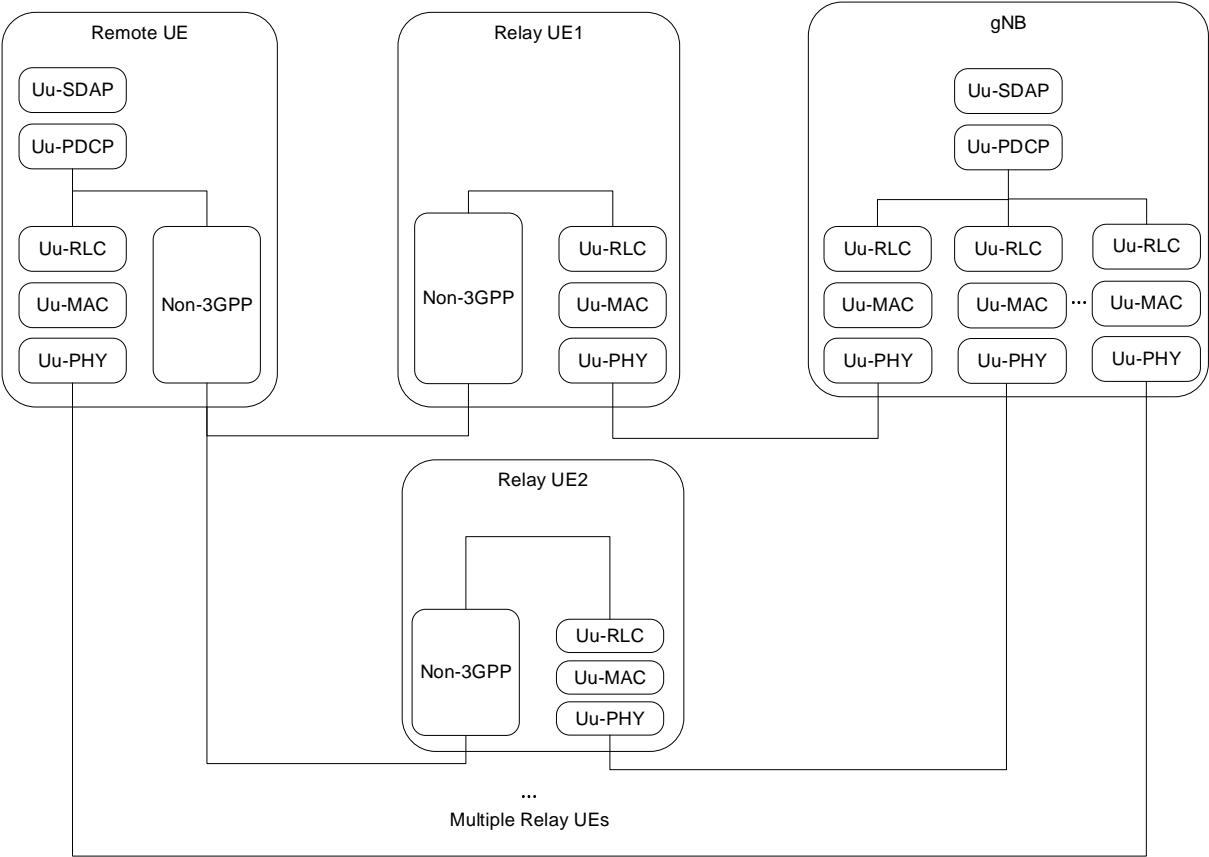 Remote UE
Uu-SDAP
Uu-PDCP
Uu-RLC
Uu-MAC
Uu-PHY
Non-3GPP
Relay UE1
Non-3GPP
Uu-RLC
Uu-MAC
Uu-PHY
gNB
Uu-SDAP
Uu-PDCP
Uu-RLC
Uu-MAC
Uu-PHY
Uu-RLC
Uu-MAC
Uu-PHY
...
Uu-RLC
Uu-MAC
Uu-PHY
Relay UE2
Non-3GPP
Uu-RLC
Uu-MAC
Uu-PHY
...
Multiple Relay UEs